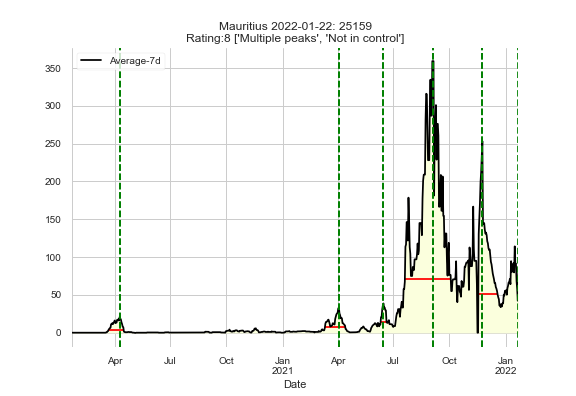 Mauritius 2022-01-22: 25159
Rating:8 ['Multiple peaks', 'Not in control']
Average-7d
350
300
250
200
150
100
50
0
Apr Jul Oct Jan Apr Jul Oct Jan
2021 2022
Date